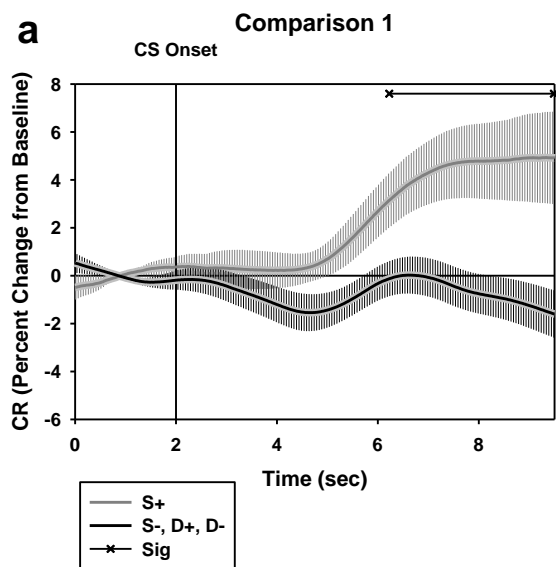 a
Comparison 1
CS Onset
8
6
4
2
0
-2
-4
-6
CR (Percent Change from Baseline)
0
2
4
6
8
Time (sec)
S+
S-, D+, D-
Sig